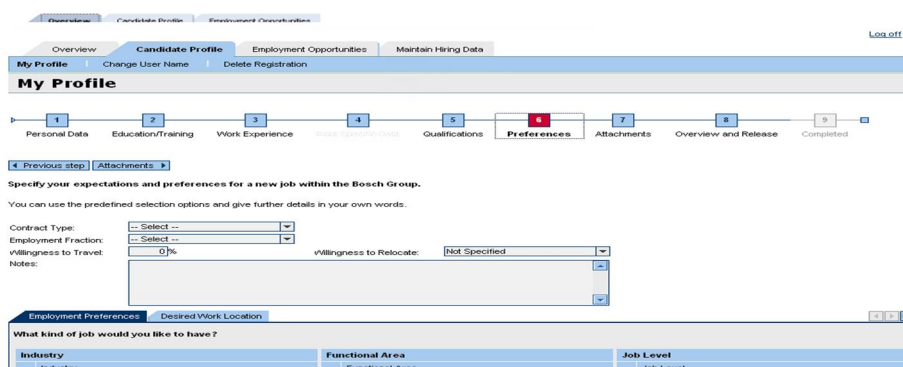 Overview Candidate Profile Employment Opportunities
Log off
Overview Candidate Profile Employment Opportunities Maintain Hiring Data
My Profile Change User Name Delete Registration
My Profile
1 2 3 4 5 6 7 8 9
Personal Data Education/Training Work Experience Qualifications Preferences Attachments Overview and Release Completed
Previous step Attachments
Specify your expectations and preferences for a new job within the Bosch Group.
You can use the predefined selection options and give further details in your own words.
Contract Type: -- Select --
Employment Fraction: -- Select --
Willingness to Travel: 0 % Willingness to Relocate: Not Specified
Notes:
Employment Preferences Desired Work Location
What kind of job would you like to have?
Industry Functional Area Job Level